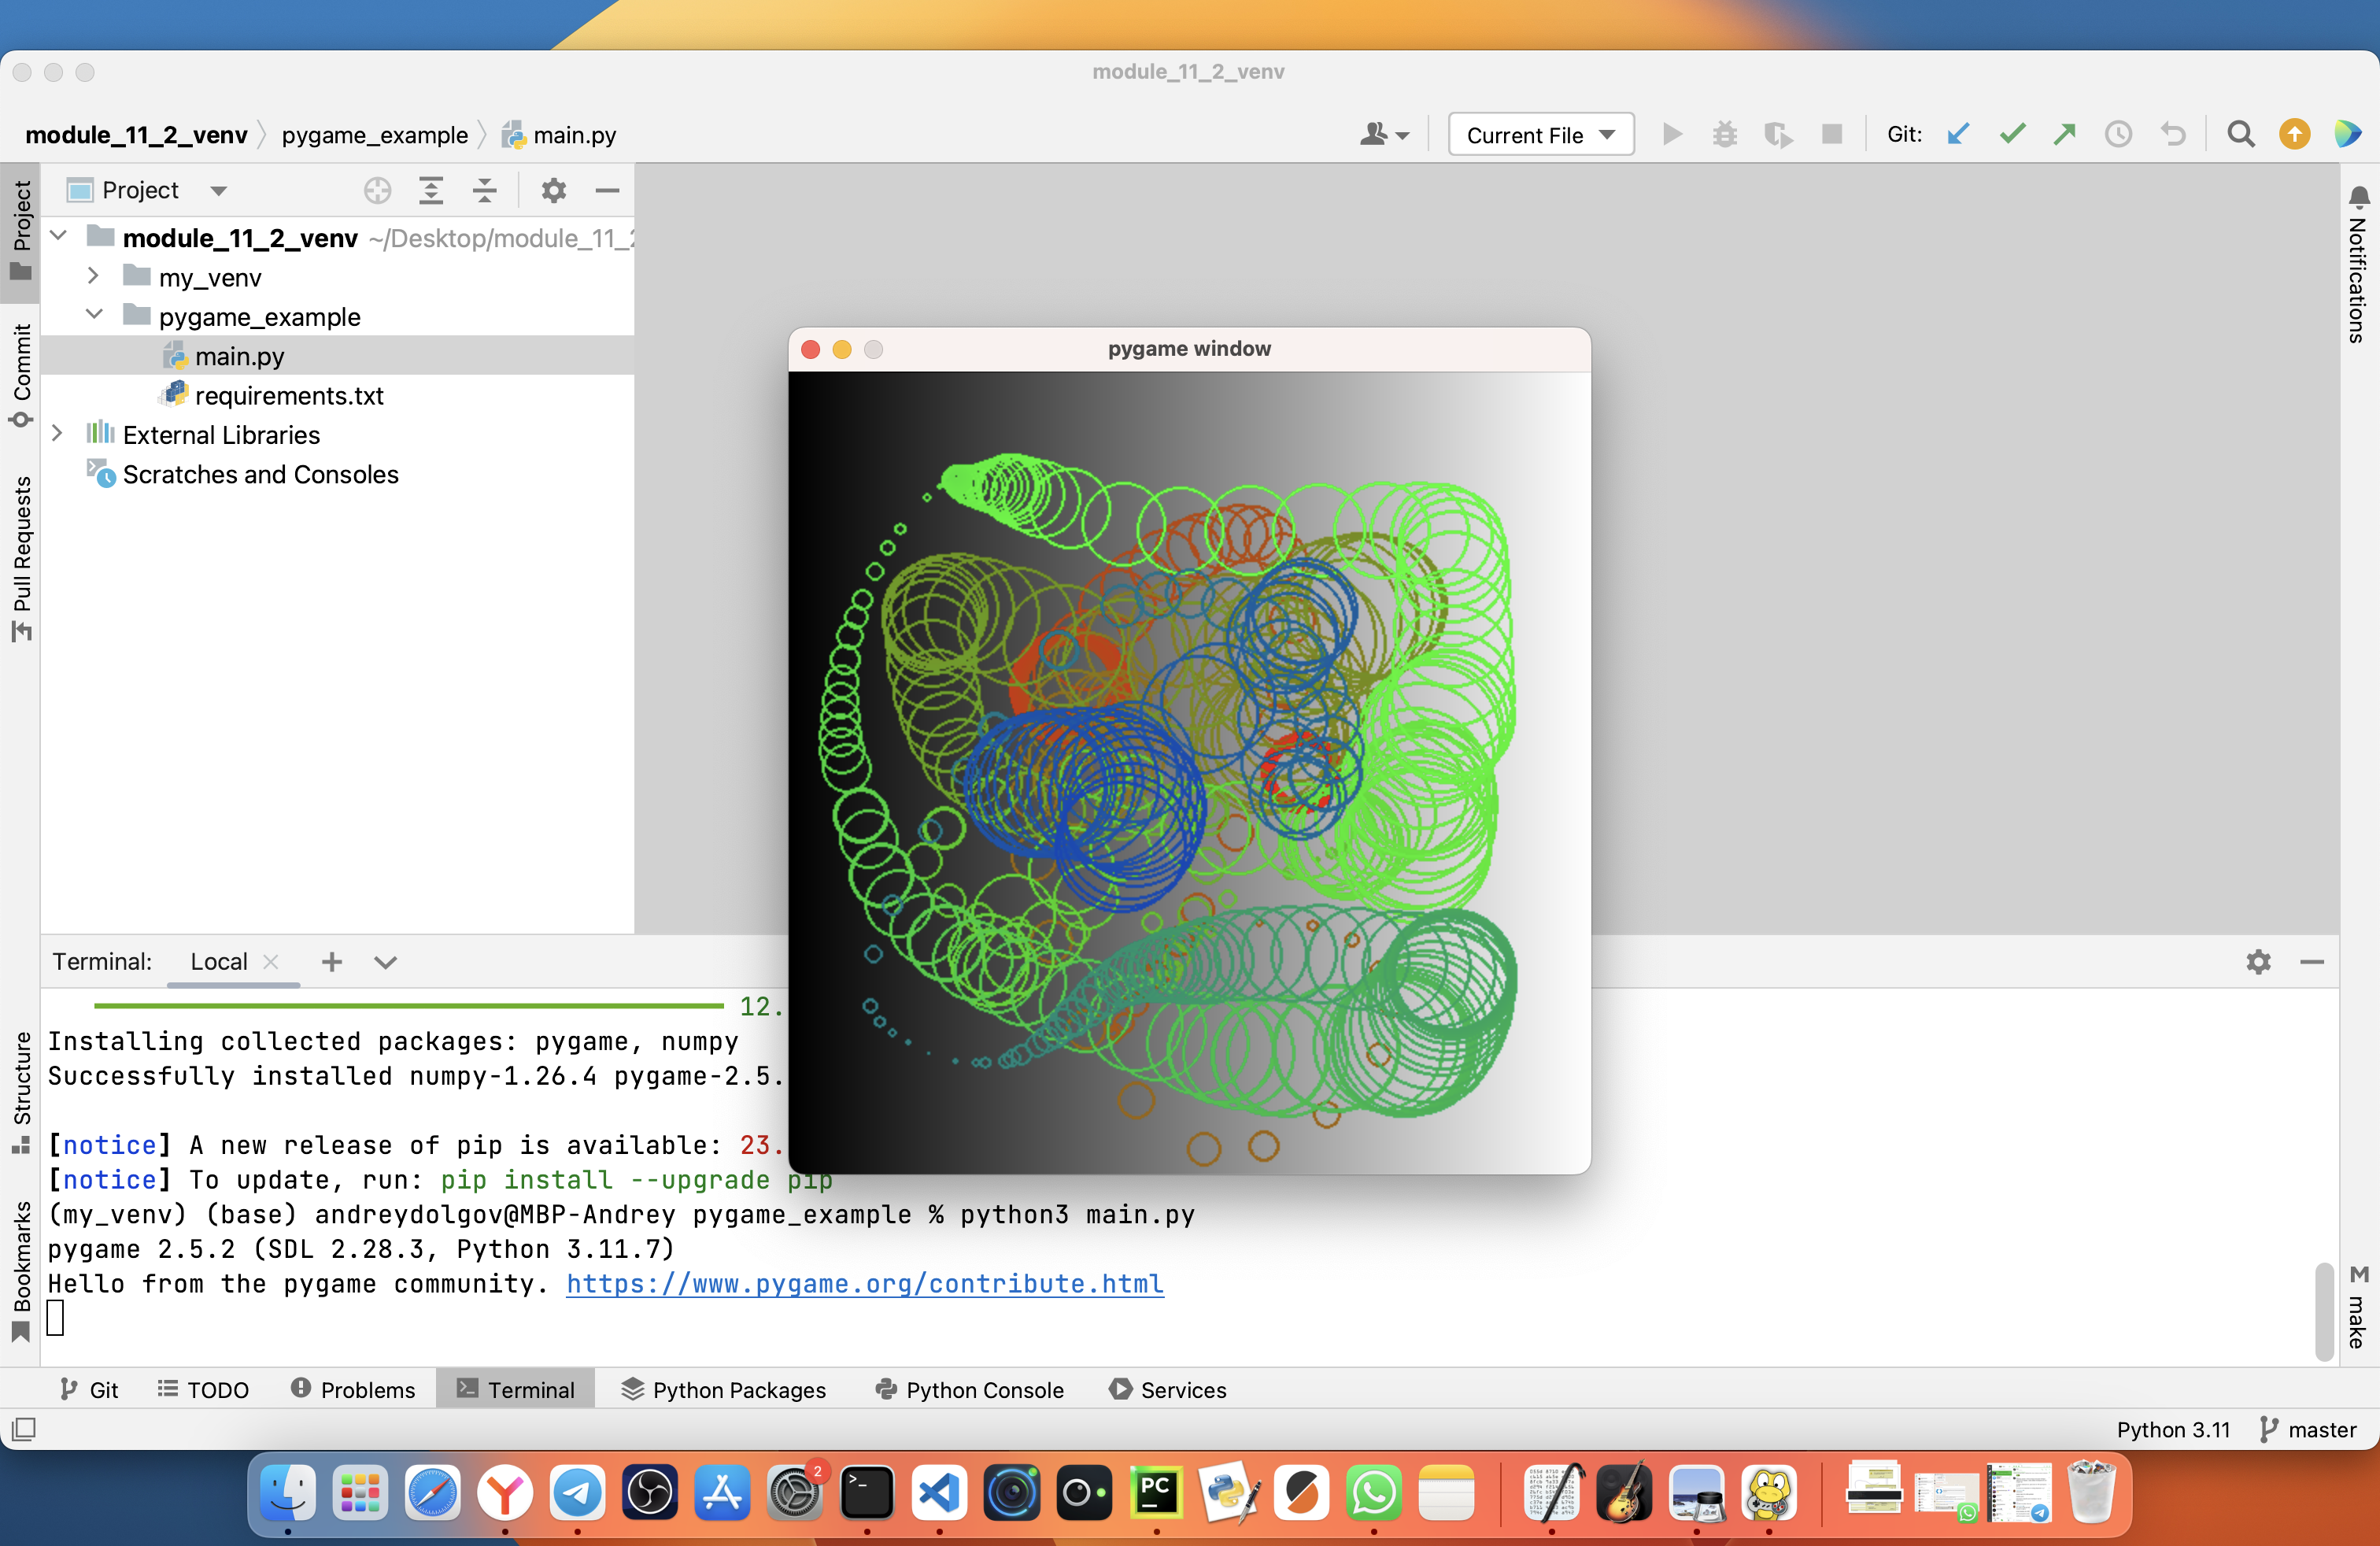 module_11_2_venv
module_11_2_venv pygame_example main.py
Current File
Git:
Project
module_11_2_venv ~/Desktop/module_11_2
my_venv
pygame_example
main.py
requirements.txt
External Libraries
Scratches and Consoles
Project
Commit
Pull Requests
Structure
Bookmarks
Notifications
M make
pygame window
Terminal: Local
12.
Installing collected packages: pygame, numpy
Successfully installed numpy-1.26.4 pygame-2.5.
[notice] A new release of pip is available: 23.
[notice] To update, run: pip install --upgrade pip
(my_venv) (base) andreydolgov@MBP-Andrey pygame_example % python3 main.py
pygame 2.5.2 (SDL 2.28.3, Python 3.11.7)
Hello from the pygame community. https://www.pygame.org/contribute.html
Git TODO Problems Terminal Python Packages Python Console Services
Python 3.11 master
2
PC